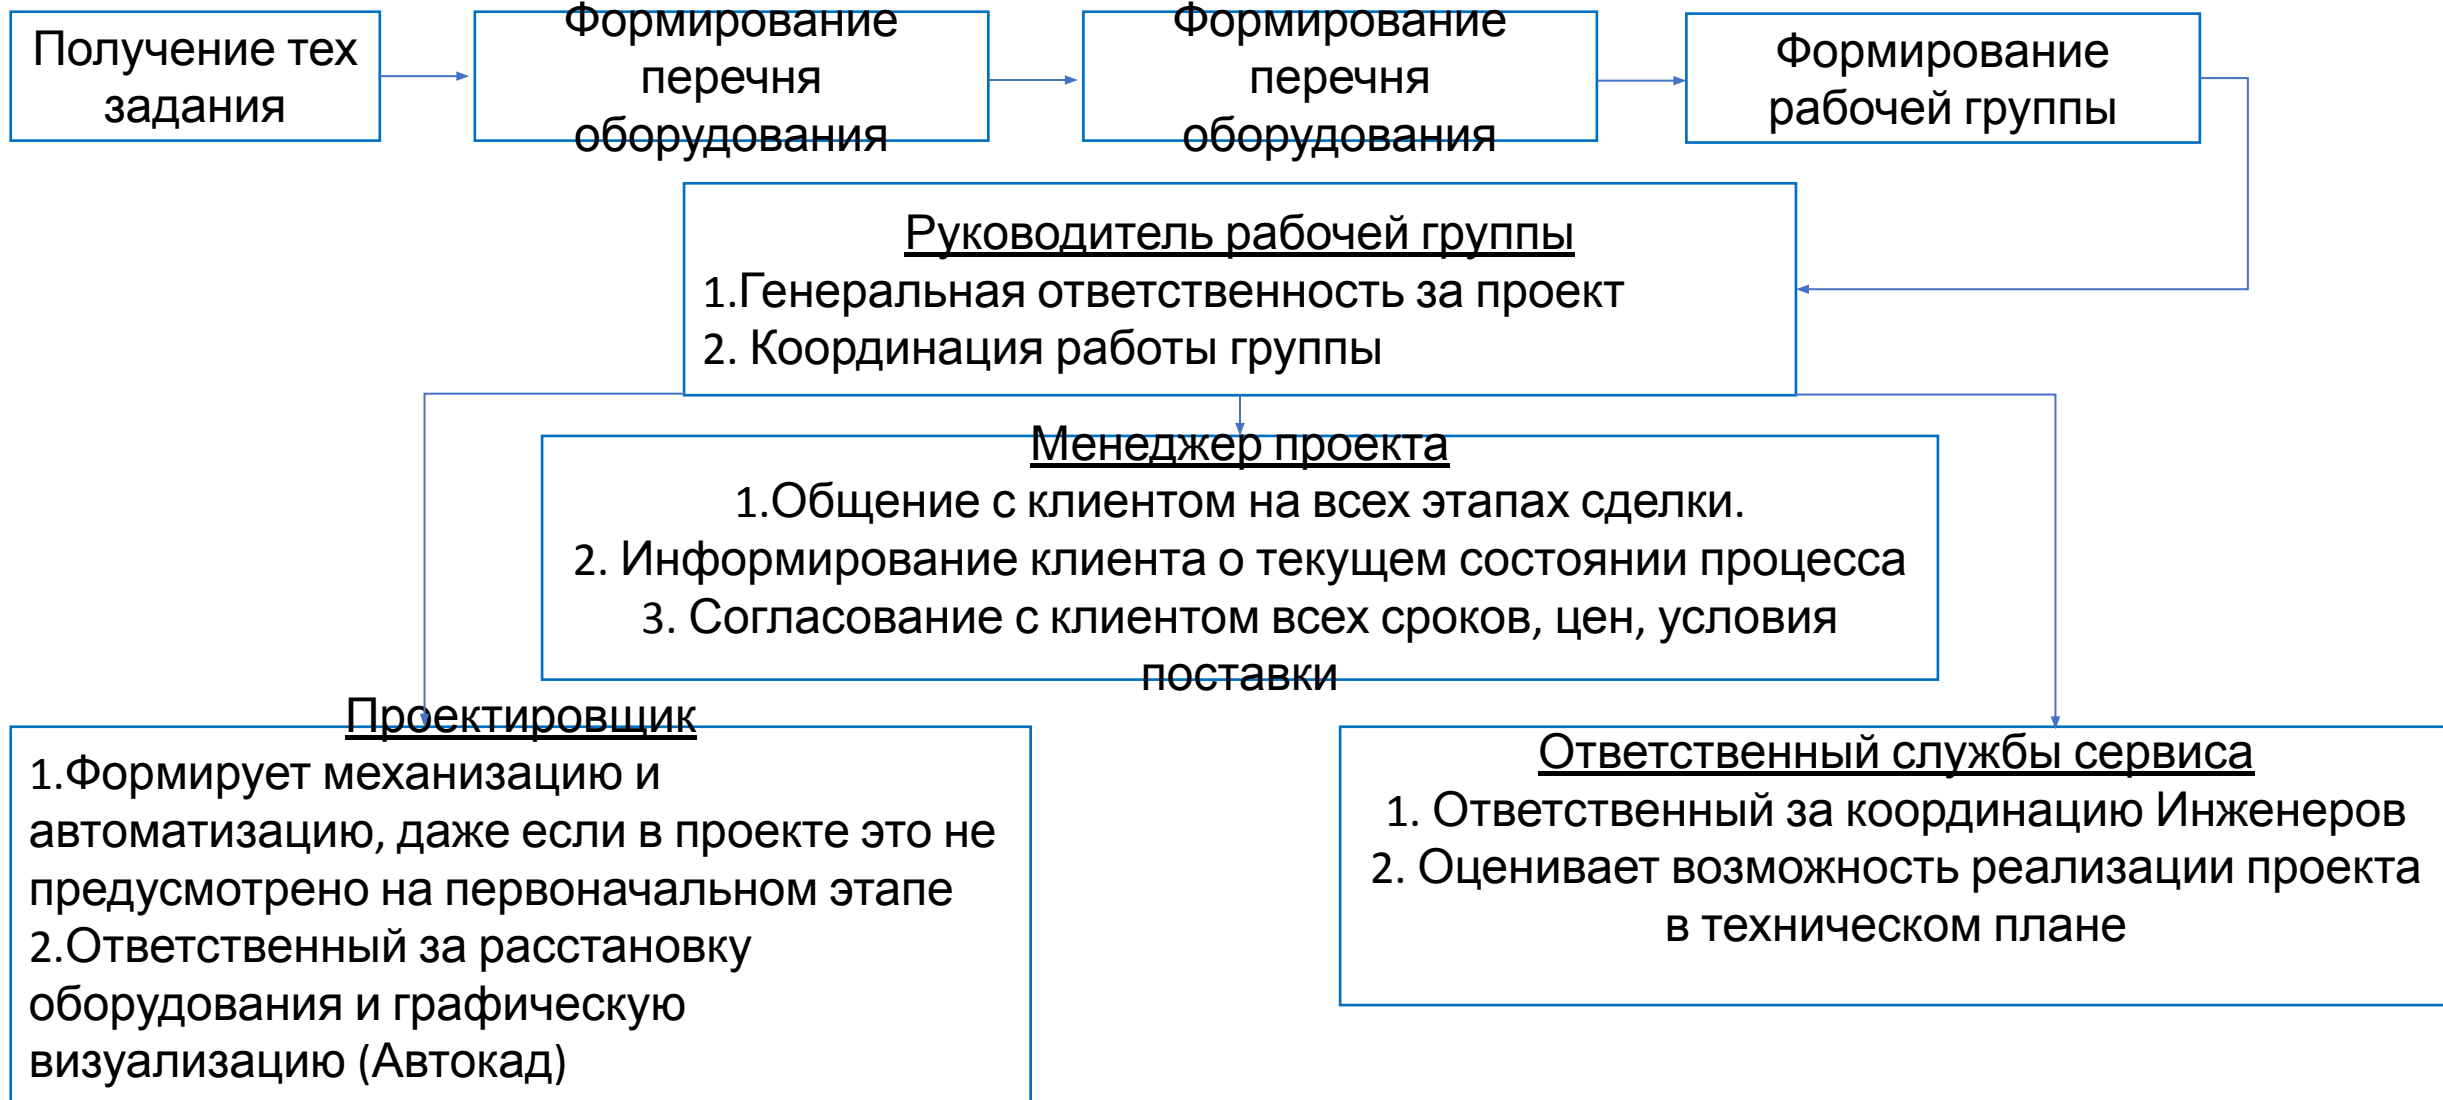 Получение тех
задания
Формирование
перечня
оборудования
Формирование
перечня
оборудования
Формирование
рабочей группы
Руководитель рабочей группы
1.Генеральная ответственность за проект
2. Координация работы группы
Менеджер проекта
1.Общение с клиентом на всех этапах сделки.
2. Информирование клиента о текущем состоянии процесса
3. Согласование с клиентом всех сроков, цен, условия
поставки
Проектировщик
1.Формирует механизацию и
автоматизацию, даже если в проекте это не
предусмотрено на первоначальном этапе
2.Ответственный за расстановку
оборудования и графическую
визуализацию (Автокад)
Ответственный службы сервиса
1. Ответственный за координацию Инженеров
2. Оценивает возможность реализации проекта
в техническом плане